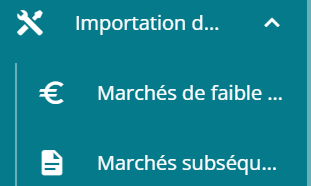 Importation d...
Marchés de faible ...
Marchés subséqu...